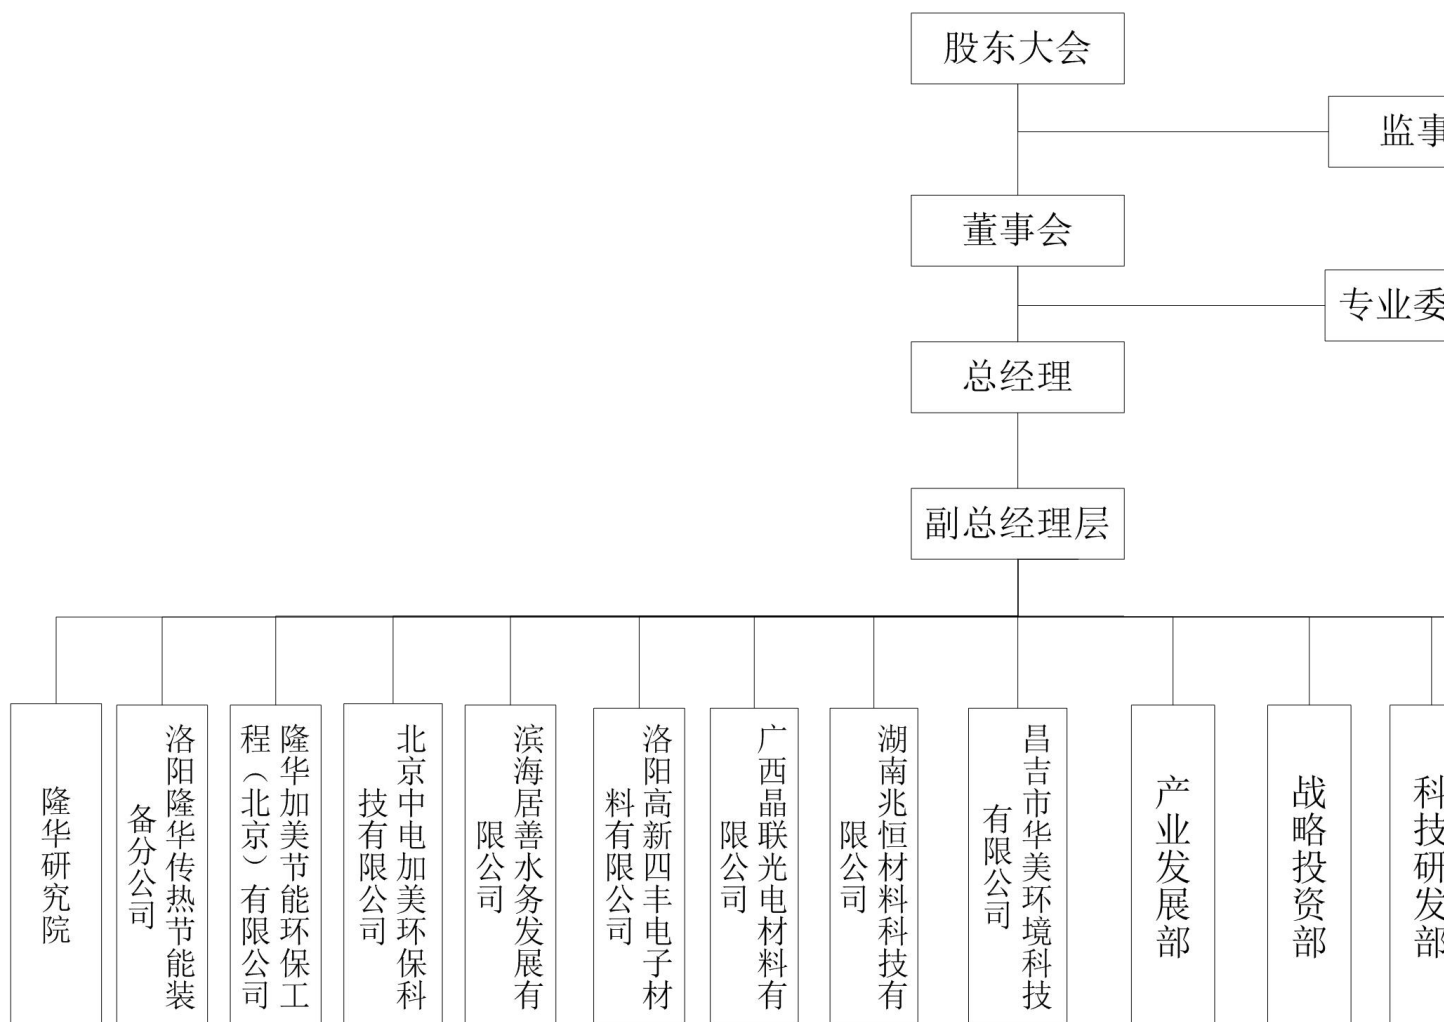 股东大会
监事
董事会
专业委
总经理
副总经理层
隆华研究院
洛阳隆华传热节能装
备分公司
隆华加美节能环保工
程（北京）有限公司
北京中电加美环保科
技有限公司
滨海居善水务发展有
限公司
洛阳高新四丰电子材
料有限公司
广西晶联光电材料有
限公司
湖南兆恒材料科技有
限公司
昌吉市华美环境科技
有限公司
产业发展部
战略投资部
科技研发部